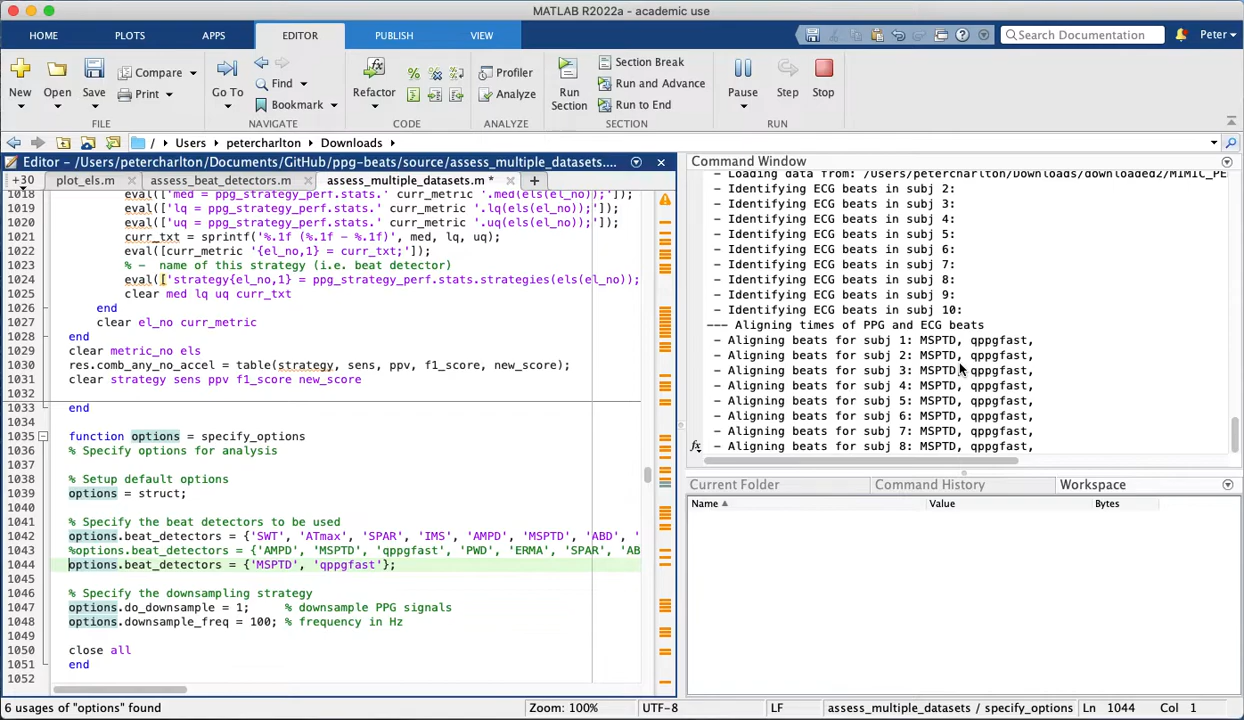 MATLAB R2022a - academic use
HOME PLOTS APPS EDITOR PUBLISH VIEW Search Documentation Peter
New Open Save Compare Print Go To Find Bookmark Refactor Profiler Analyze Run Section Section Break Run and Advance Run to End Pause Step Stop
FILE NAVIGATE CODE ANALYZE SECTION RUN
/ Users petercharlton Downloads
Editor - /Users/petercharlton/Documents/GitHub/ppg-beats/source/assess_multiple_datasets....
+30 plot_els.m assess_beat_detectors.m assess_multiple_datasets.m * +
1018 eval(['med = ppg_strategy_perf.stats.' curr_metric '.med(els(el_no));']);
1019 eval(['lq = ppg_strategy_perf.stats.' curr_metric '.lq(els(el_no));']);
1020 eval(['uq = ppg_strategy_perf.stats.' curr_metric '.uq(els(el_no));']);
1021 curr_txt = sprintf('%.1f (%.1f - %.1f)', med, lq, uq);
1022 eval([curr_metric '{el_no,1} = curr_txt;']);
1023 % - name of this strategy (i.e. beat detector)
1024 eval(['strategy{el_no,1} = ppg_strategy_perf.stats.strategies(els(el_no));
1025 clear med lq uq curr_txt
1026 end
1027 clear el_no curr_metric
1028 end
1029 clear metric_no els
1030 res.comb_any_no_accel = table(strategy, sens, ppv, f1_score, new_score);
1031 clear strategy sens ppv f1_score new_score
1032
1033 end
1034
1035 function options = specify_options
1036 % Specify options for analysis
1037
1038 % Setup default options
1039 options = struct;
1040
1041 % Specify the beat detectors to be used
1042 options.beat_detectors = {'SWT', 'ATmax', 'SPAR', 'IMS', 'AMPD', 'MSPTD', 'ABD', '
1043 %options.beat_detectors = {'AMPD', 'MSPTD', 'qppgfast', 'PWD', 'ERMA', 'SPAR', 'AB
1044 options.beat_detectors = {'MSPTD', 'qppgfast'};
1045
1046 % Specify the downsampling strategy
1047 options.do_downsample = 1; % downsample PPG signals
1048 options.downsample_freq = 100; % frequency in Hz
1049
1050 close all
1051 end
1052
Command Window
- Loading data from: /Users/petercharlton/Downloads/downloaded2/MIMIC_PE
- Identifying ECG beats in subj 2:
- Identifying ECG beats in subj 3:
- Identifying ECG beats in subj 4:
- Identifying ECG beats in subj 5:
- Identifying ECG beats in subj 6:
- Identifying ECG beats in subj 7:
- Identifying ECG beats in subj 8:
- Identifying ECG beats in subj 9:
- Identifying ECG beats in subj 10:
--- Aligning times of PPG and ECG beats
- Aligning beats for subj 1: MSPTD, qppgfast,
- Aligning beats for subj 2: MSPTD, qppgfast,
- Aligning beats for subj 3: MSPTD, qppgfast,
- Aligning beats for subj 4: MSPTD, qppgfast,
- Aligning beats for subj 5: MSPTD, qppgfast,
- Aligning beats for subj 6: MSPTD, qppgfast,
- Aligning beats for subj 7: MSPTD, qppgfast,
fx - Aligning beats for subj 8: MSPTD, qppgfast,
Current Folder Command History Workspace
Name Value Bytes
6 usages of "options" found Zoom: 100% UTF-8 LF assess_multiple_datasets / specify_options Ln 1044 Col 1